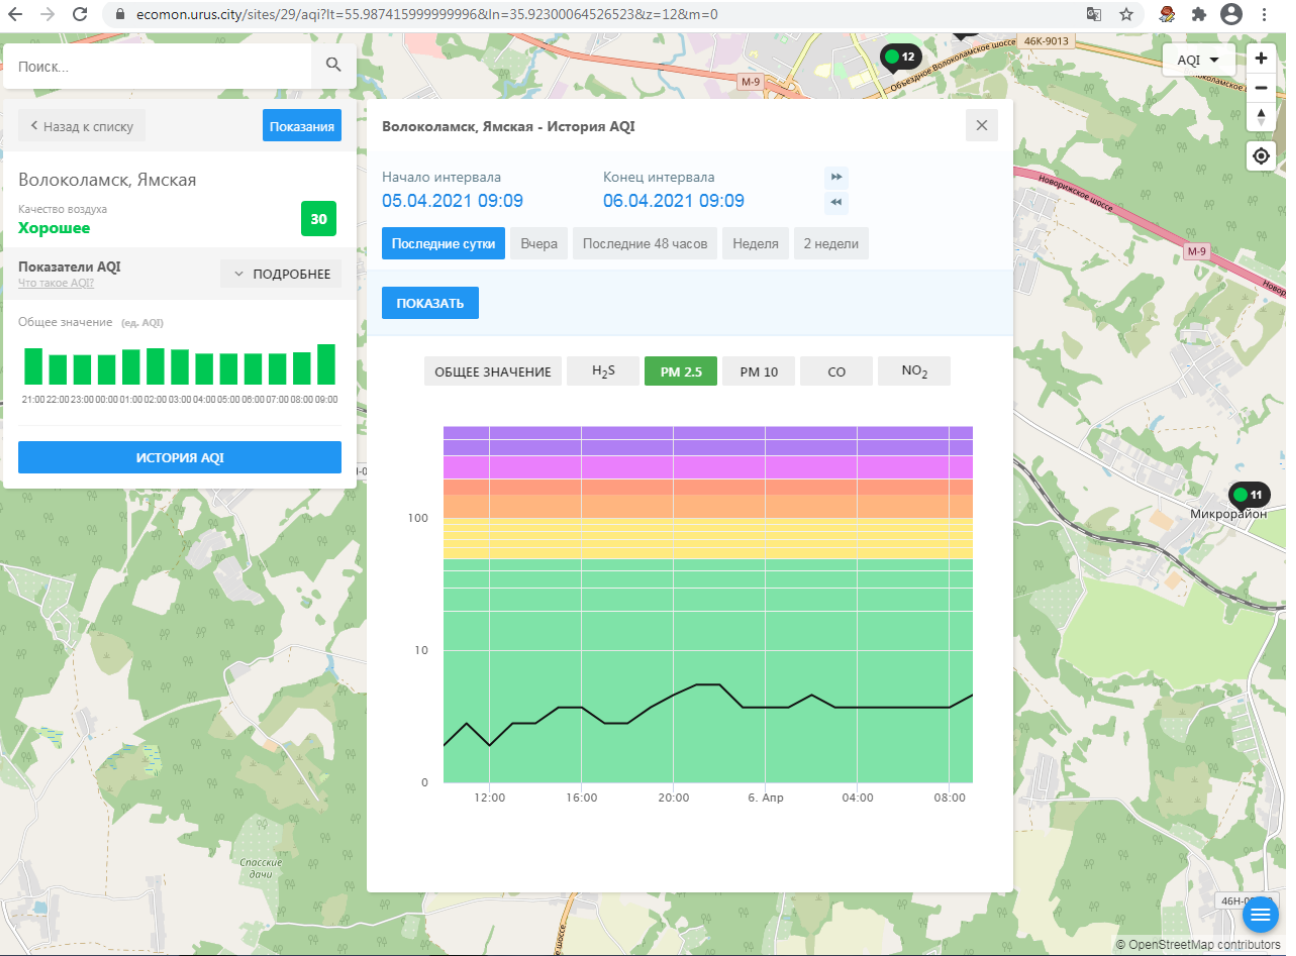 ecomon.urus.city/sites/29/aqi?lt=55.987415999999996&ln=35.92300064526523&z=12&m=0
Поиск...
Назад к списку
Показания
Волоколамск, Ямская
Качество воздуха
Хорошее
30
Показатели AQI
Что такое AQI?
ПОДРОБНЕЕ
Общее значение (ед. AQI)
21:00 22:00 23:00 00:00 01:00 02:00 03:00 04:00 05:00 06:00 07:00 08:00 09:00
ИСТОРИЯ AQI
Волоколамск, Ямская - История AQI
Начало интервала
05.04.2021 09:09
Конец интервала
06.04.2021 09:09
Последние сутки
Вчера
Последние 48 часов
Неделя
2 недели
ПОКАЗАТЬ
ОБЩЕЕ ЗНАЧЕНИЕ
H2S
PM 2.5
PM 10
CO
NO2
100
10
0
12:00
16:00
20:00
6. Апр
04:00
08:00
M-9
12
Объездное Волоколамское шоссе
46К-9013
AQI
Новорижское шоссе
M-9
11
Микрорайон
Спасские
дачи
© OpenStreetMap contributors